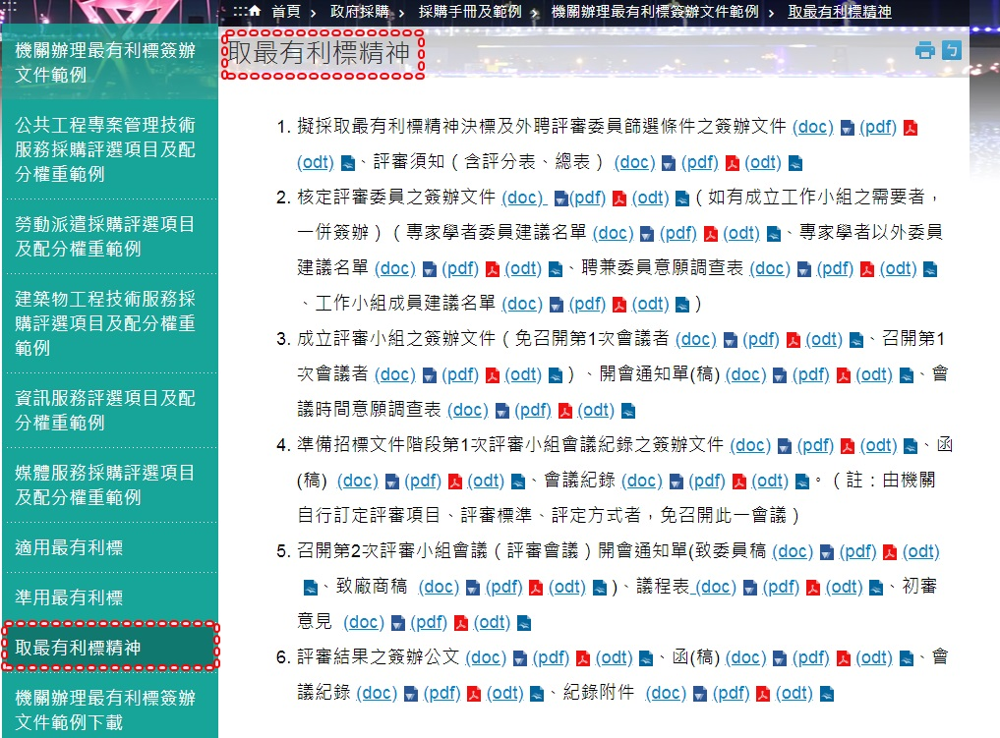 :::首頁 › 政府採購 › 採購手冊及範例 › 機關辦理最有利標簽辦文件範例 › 取最有利標精神
機關辦理最有利標簽辦
文件範例
公共工程專案管理技術
服務採購評選項目及配
分權重範例
勞動派遣採購評選項目
及配分權重範例
建築物工程技術服務採
購評選項目及配分權重
範例
資訊服務評選項目及配
分權重範例
媒體服務採購評選項目
及配分權重範例
適用最有利標
準用最有利標
取最有利標精神
機關辦理最有利標簽辦
文件範例下載
取最有利標精神
1. 擬採取最有利標精神決標及外聘評審委員篩選條件之簽辦文件 (doc) (pdf)
(odt) 、評審須知（含評分表、總表） (doc) (pdf) (odt)
2. 核定評審委員之簽辦文件 (doc) (pdf) (odt)（如有成立工作小組之需要者，
一併簽辦）（專家學者委員建議名單 (doc) (pdf) (odt) 、專家學者以外委員
建議名單 (doc) (pdf) (odt) 、聘兼委員意願調查表 (doc) (pdf) (odt)
、工作小組成員建議名單 (doc) (pdf) (odt) ）
3. 成立評審小組之簽辦文件（免召開第1次會議者 (doc) (pdf) (odt) 、召開第1
次會議者 (doc) (pdf) (odt) ）、開會通知單(稿) (doc) (pdf) (odt) 、會
議時間意願調查表 (doc) (pdf) (odt)
4. 準備招標文件階段第1次評審小組會議紀錄之簽辦文件 (doc) (pdf) (odt) 、函
(稿) (doc) (pdf) (odt) 、會議紀錄 (doc) (pdf) (odt) 。（註：由機關
自行訂定評審項目、評審標準、評定方式者，免召開此一會議）
5. 召開第2次評審小組會議（評審會議）開會通知單(致委員稿 (doc) (pdf) (odt)
、致廠商稿 (doc) (pdf) (odt) )、議程表 (doc) (pdf) (odt) 、初審
意見 (doc) (pdf) (odt)
6. 評審結果之簽辦公文 (doc) (pdf) (odt) 、函(稿) (doc) (pdf) (odt) 、會
議紀錄 (doc) (pdf) (odt) 、紀錄附件 (doc) (pdf) (odt)